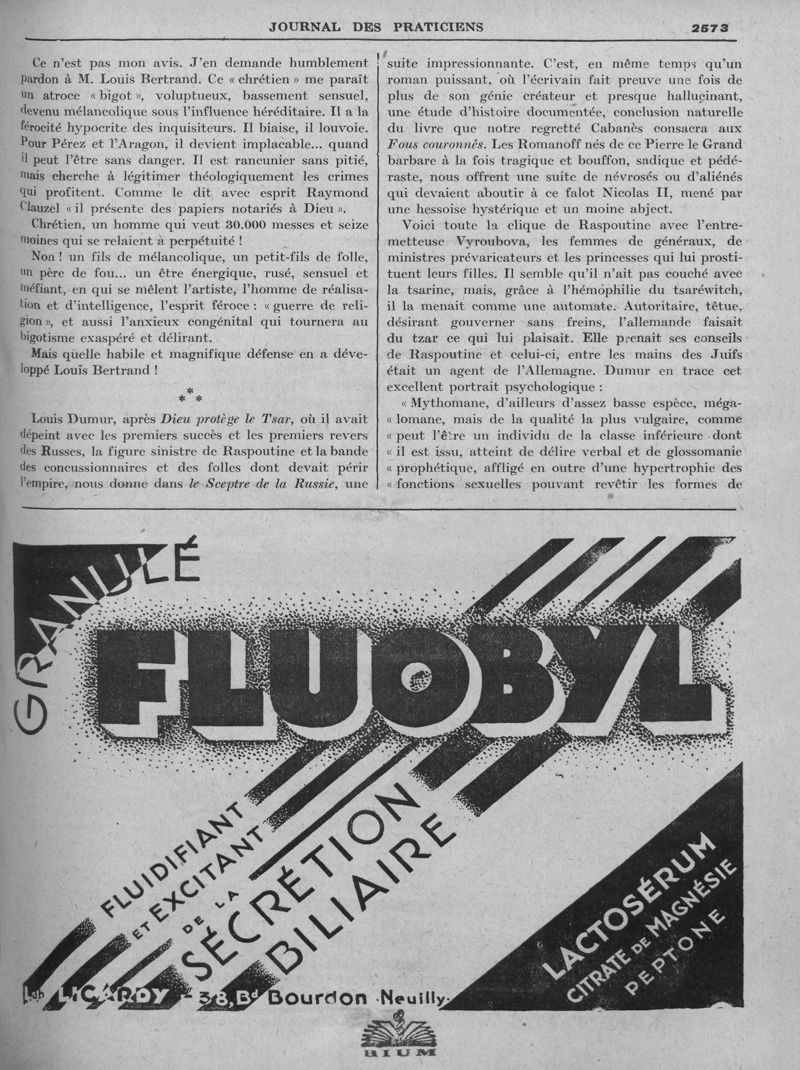 JOURNAL DES PRATICIENS
2573
Ce n'est pas mon avis. J'en demande humblement
pardon à M. Louis Bertrand. Ce « chrétien » me paraît
un atroce « bigot », voluptueux, bassement sensuel,
devenu mélancolique sous l'influence héréditaire. Il a la
férocité hypocrite des inquisiteurs. Il biaise, il louvoie.
Pour Pérez et l'Aragon, il devient implacable... quand
il peut l'être sans danger. Il est rancunier sans pitié,
mais cherche à légitimer théologiquement les crimes
qui profitent. Comme le dit avec esprit Raymond
Clauzel « il présente des papiers notariés à Dieu ».
Chrétien, un homme qui veut 30.000 messes et seize
moines qui se relaient à perpétuité !
Non ! un fils de mélancolique, un petit-fils de folle,
un père de fou... un être énergique, rusé, sensuel et
méfiant, en qui se mêlent l'artiste, l'homme de réalisa-
tion et d'intelligence, l'esprit féroce : « guerre de reli-
gion », et aussi l'anxieux congénital qui tournera au
bigotisme exaspéré et délirant.
Mais quelle habile et magnifique défense en a déve-
loppé Louis Bertrand !
*
* *
Louis Dumur, après Dieu protège le Tsar, où il avait
dépeint avec les premiers succès et les premiers revers
des Russes, la figure sinistre de Raspoutine et la bande
des concussionnaires et des folles dont devait périr
l'empire, nous donne dans le Sceptre de la Russie, une
suite impressionnante. C'est, en même temps qu'un
roman puissant, où l'écrivain fait preuve une fois de
plus de son génie créateur et presque hallucinant,
une étude d'histoire documentée, conclusion naturelle
du livre que notre regretté Cabanès consacra aux
Fous couronnés. Les Romanoff nés de ce Pierre le Grand
barbare à la fois tragique et bouffon, sadique et pédé-
raste, nous offrent une suite de névrosés ou d'aliénés
qui devaient aboutir à ce falot Nicolas II, mené par
une hessoise hystérique et un moine abject.
Voici toute la clique de Raspoutine avec l'entre-
metteuse Vyroubova, les femmes de généraux, de
ministres prévaricateurs et les princesses qui lui prosti-
tuent leurs filles. Il semble qu'il n'ait pas couché avec
la tsarine, mais, grâce à l'hémophilie du tsaréwitch,
il la menait comme une automate. Autoritaire, têtue,
désirant gouverner sans freins, l'allemande faisait
du tzar ce qui lui plaisait. Elle prenait ses conseils
de Raspoutine et celui-ci, entre les mains des Juifs
était un agent de l'Allemagne. Dumur en trace cet
excellent portrait psychologique :
« Mythomane, d'ailleurs d'assez basse espèce, méga-
« lomane, mais de la qualité la plus vulgaire, comme
« peut l'être un individu de la classe inférieure dont
« il est issu, atteint de délire verbal et de glossomanie
« prophétique, affligé en outre d'une hypertrophie des
« fonctions sexuelles pouvant revêtir les formes de
GRANULÉ
FLUOBYL
FLUIDIFIANT
ET EXCITANT
DE LA
SÉCRÉTION
BILIAIRE
LACTOSÉRUM
CITRATE DE MAGNÉSIE
PEPTONE
Lab LICARDY - 38, Bd Bourdon - Neuilly.
BIUM